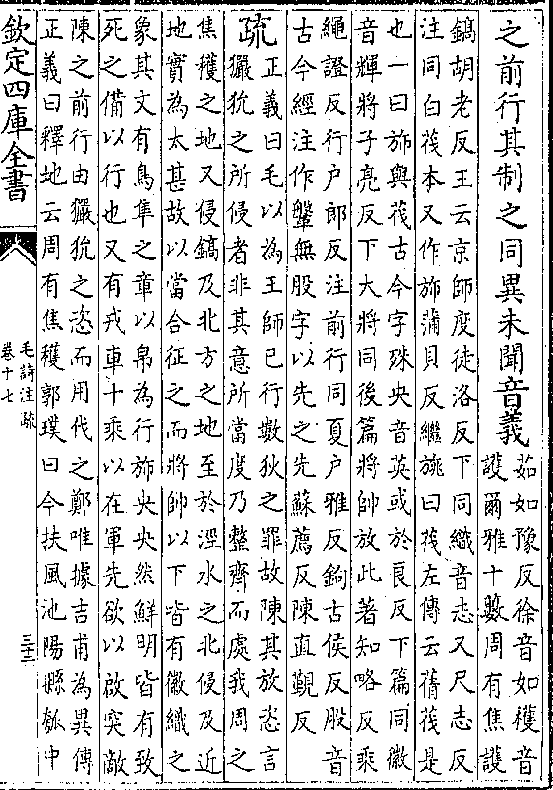 之前行其制之同異未聞音義茹如豫反徐音如穫音
護爾雅十藪周有焦護
鎬胡老反王云京師度徒洛反下同織音志又尺志反
注同白茷本又作斾蒲貝反繼旐曰茷左傳云蒨茷是
也一曰斾與茷古今字殊央音英或於良反下篇同徽
音輝將子亮反下大將同後篇將帥放此著知略反乘
繩證反行户郎反注前行同夏户雅反鉤古侯反股音
古今經注作鞶無股字以先之先蘇薦反陳直覲反
疏正義曰毛以為王師已行數狄之罪故陳其放恣言
玁狁之所侵者非其意所當度乃整齊而處我周之
焦穫之地又侵鎬及北方之地至於涇水之北侵及近
地實為太甚故以當合征之而將帥以下皆有徽織之
象其文有鳥隼之章以帛為行斾央央然鮮明皆有致
死之備以行也又有戎車十乘以在軍先欲以啟突敵
陳之前行由玁狁之恣而用伐之鄭唯據吉甫為異傳
正義曰釋地云周有焦穫郭璞曰今扶風池陽縣瓠中
欽定四庫全書
毛詩注疏
卷十七
三十三